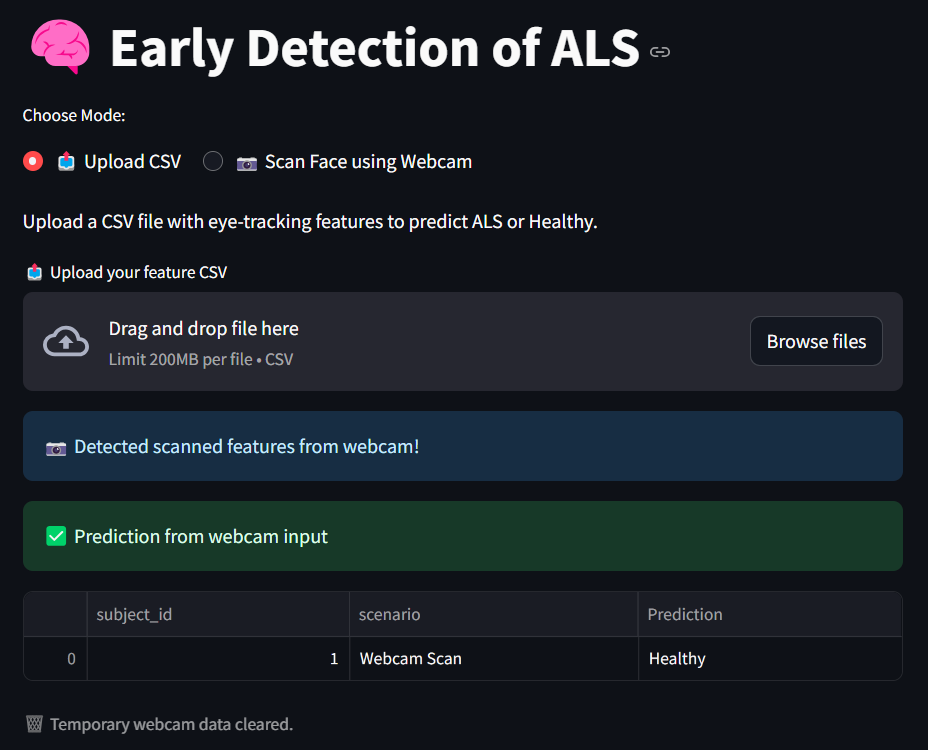 Early Detection of ALS
Choose Mode:
Upload CSV Scan Face using Webcam
Upload a CSV file with eye-tracking features to predict ALS or Healthy.
Upload your feature CSV
Drag and drop file here
Limit 200MB per file • CSV
Browse files
Detected scanned features from webcam!
Prediction from webcam input
subject_id scenario Prediction
0 1 Webcam Scan Healthy
Temporary webcam data cleared.